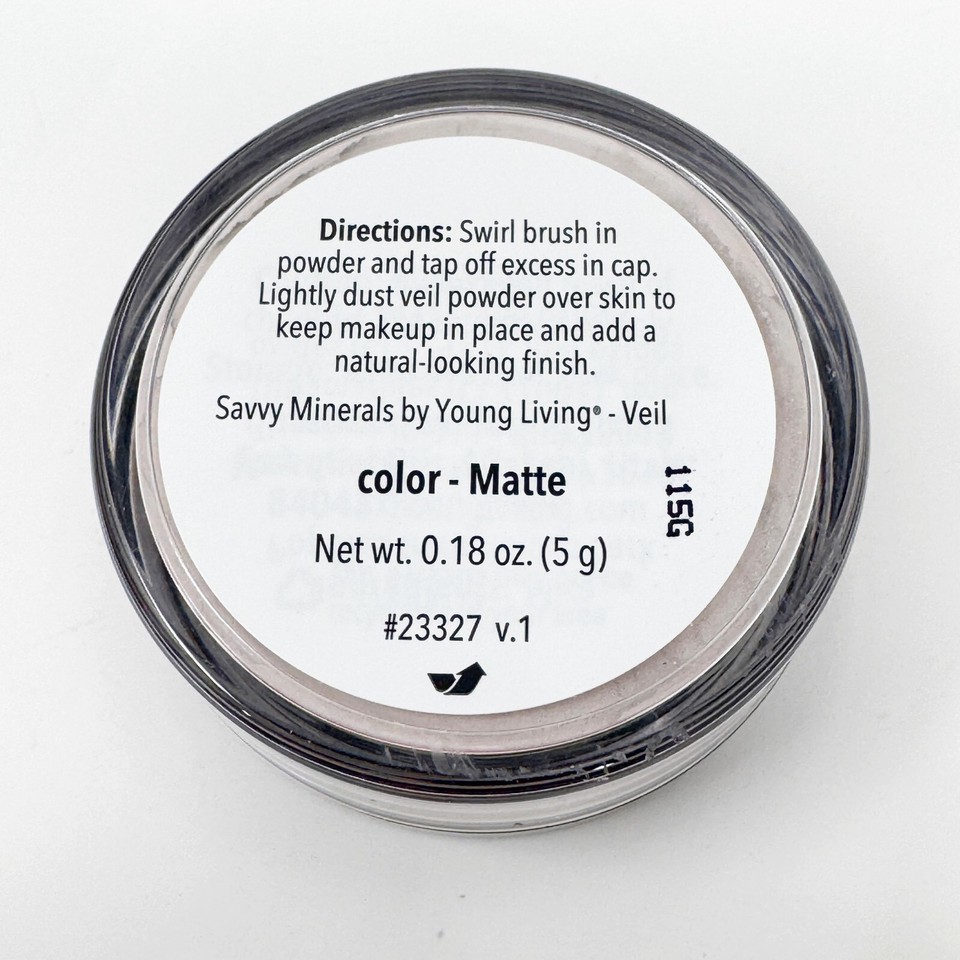 Directions: Swirl brush in
powder and tap off excess in cap.
Lightly dust veil powder over skin to
keep makeup in place and add a
natural-looking finish.
Savvy Minerals by Young Living® - Veil
color - Matte
115G
Net wt. 0.18 oz. (5 g)
#23327 v.1